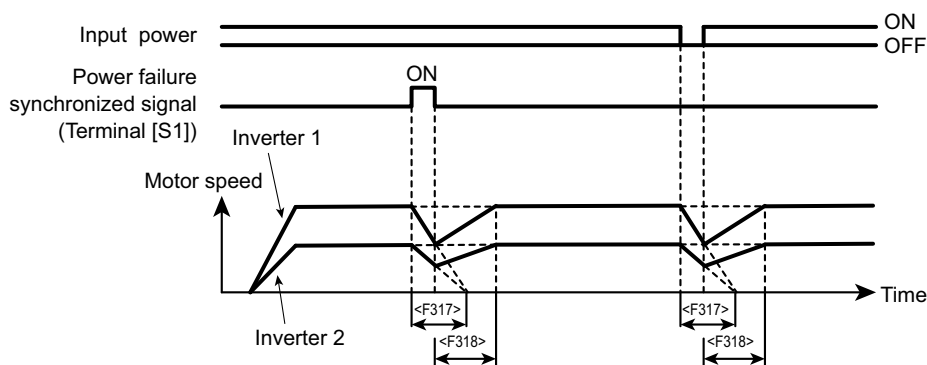 Input power
ON
OFF
Power failure
synchronized signal
(Terminal [S1])
ON
Inverter 1
Motor speed
Time
Inverter 2
<F317>
<F318>
<F317>
<F318>